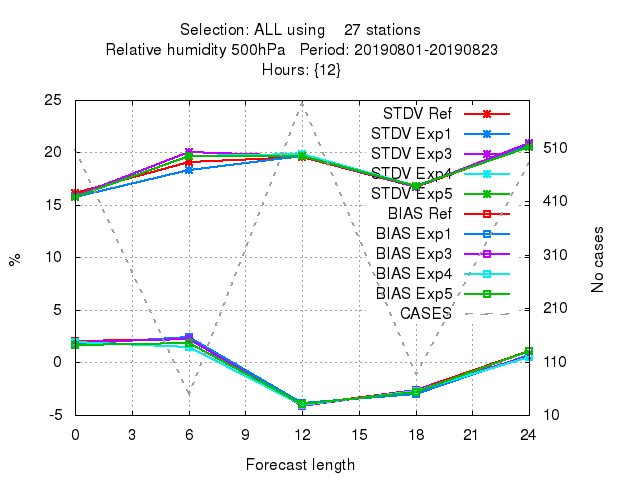 Selection: ALL using 27 stations
Relative humidity 500hPa Period: 20190801-20190823
Hours: {12}
25
20
15
10
5
0
-5
%
STDV Ref
STDV Exp1
STDV Exp3
STDV Exp4
STDV Exp5
BIAS Ref
BIAS Exp1
BIAS Exp3
BIAS Exp4
BIAS Exp5
CASES
510
410
310
210
110
10
No cases
0 3 6 9 12 15 18 21 24
Forecast length